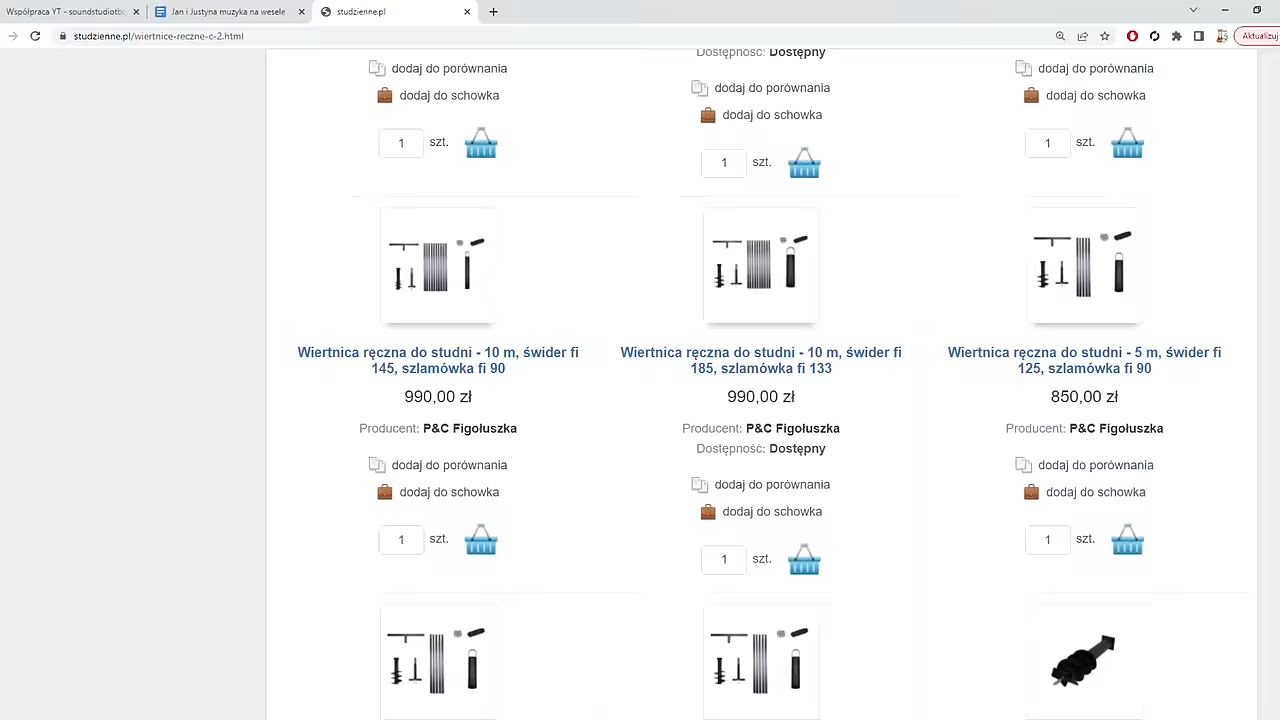 Współpraca YT - soundstudiotbc
Jan i Justyna muzyka na wesele
studzienne.pl
studzienne.pl/wiertnice-reczne-c-2.html
Aktualizuj
Dostępność: Dostępny
dodaj do porównania
dodaj do schowka
1 szt.
dodaj do porównania
dodaj do schowka
1 szt.
dodaj do porównania
dodaj do schowka
1 szt.
Wiertnica ręczna do studni - 10 m, świder fi
145, szlamówka fi 90
990,00 zł
Producent: P&C Figołuszka
dodaj do porównania
dodaj do schowka
1 szt.
Wiertnica ręczna do studni - 10 m, świder fi
185, szlamówka fi 133
990,00 zł
Producent: P&C Figołuszka
Dostępność: Dostępny
dodaj do porównania
dodaj do schowka
1 szt.
Wiertnica ręczna do studni - 5 m, świder fi
125, szlamówka fi 90
850,00 zł
Producent: P&C Figołuszka
dodaj do porównania
dodaj do schowka
1 szt.